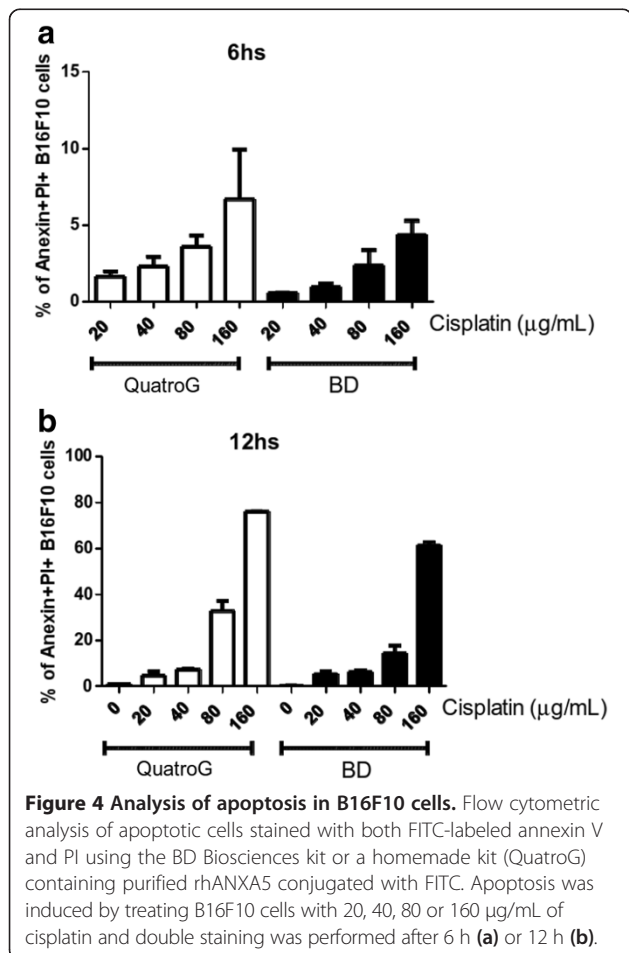 a
6hs
% of Anexin+PI+ B16F10 cells
15
10
5
0
20 40 80 160 20 40 80 160 Cisplatin (µg/mL)
QuatroG BD
b
12hs
% of Anexin+PI+ B16F10 cells
100
80
60
40
20
0
0 20 40 80 160 0 20 40 80 160 Cisplatin (µg/mL)
QuatroG BD
Figure 4 Analysis of apoptosis in B16F10 cells. Flow cytometric
analysis of apoptotic cells stained with both FITC-labeled annexin V
and PI using the BD Biosciences kit or a homemade kit (QuatroG)
containing purified rhANXA5 conjugated with FITC. Apoptosis was
induced by treating B16F10 cells with 20, 40, 80 or 160 µg/mL of
cisplatin and double staining was performed after 6 h (a) or 12 h (b).